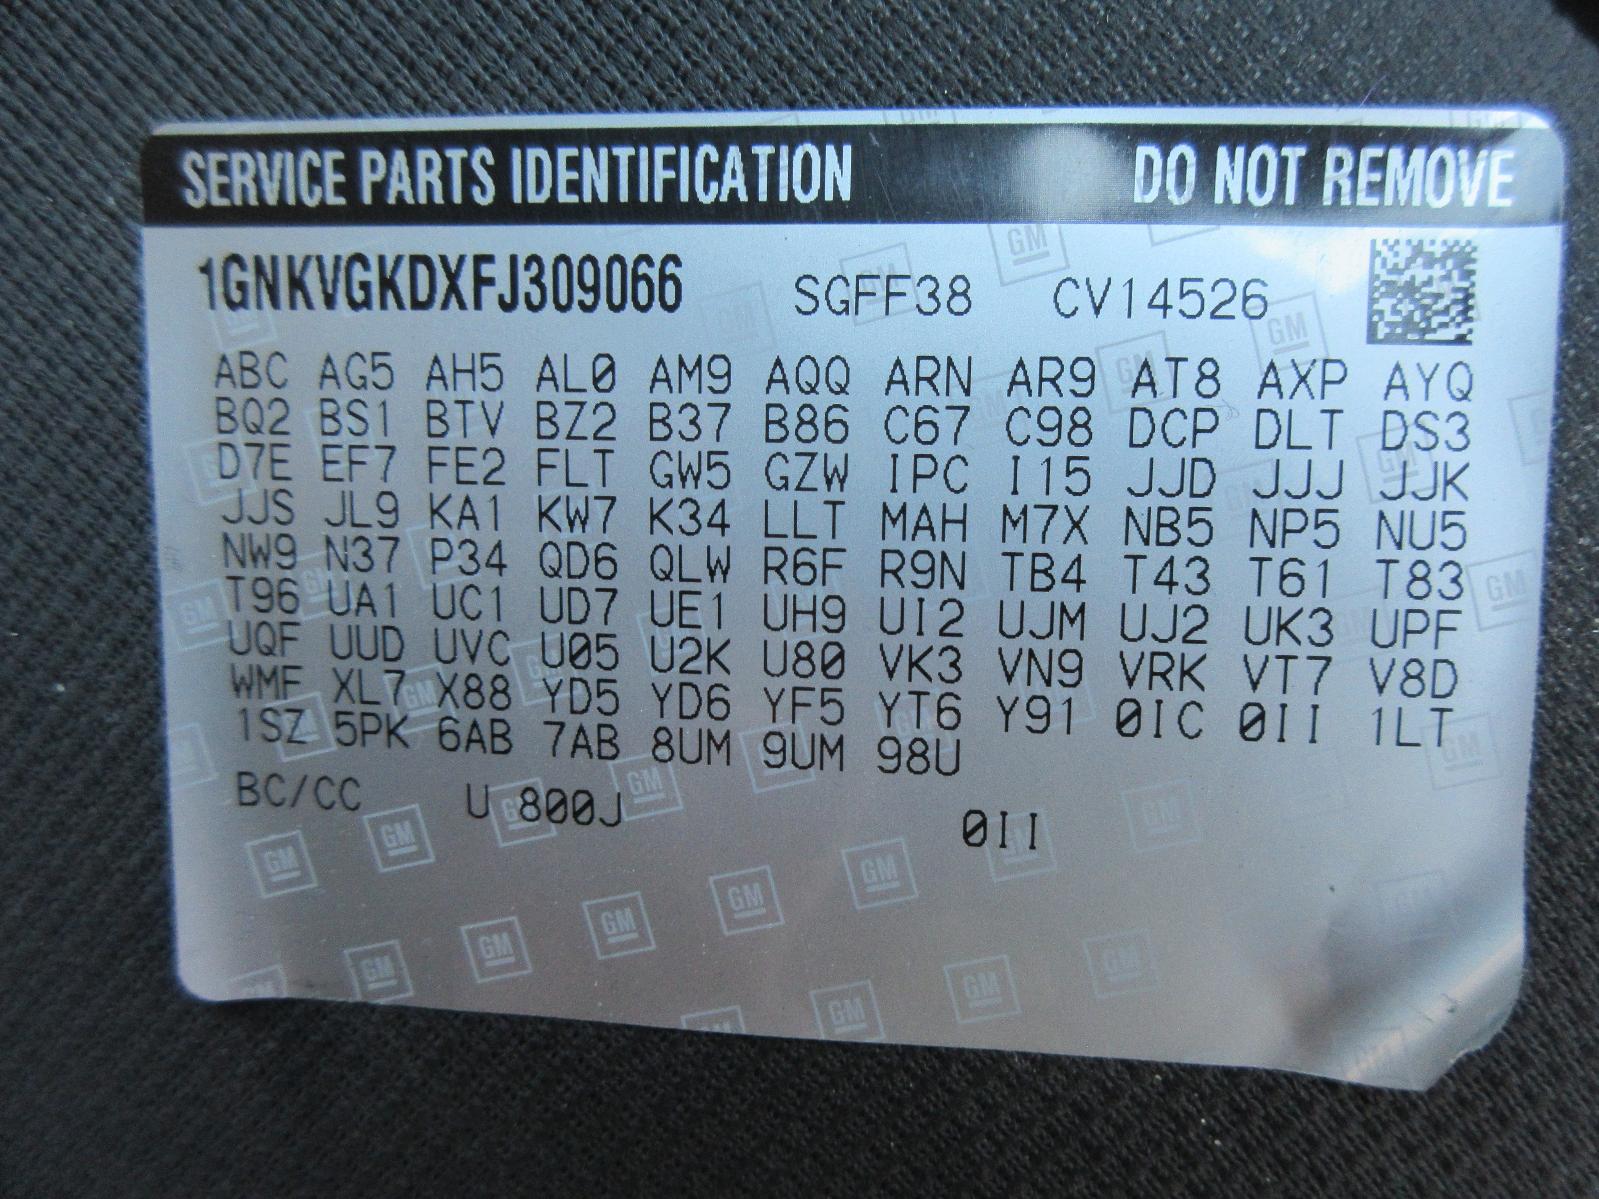 SERVICE PARTS IDENTIFICATION DO NOT REMOVE
1GNKVGKDXFJ309066 SGFF38 CV14526
ABC AG5 AH5 AL0 AM9 AQQ ARN AR9 AT8 AXP AYQ
BQ2 BS1 BTV BZ2 B37 B86 C67 C98 DCP DLT DS3
D7E EF7 FE2 FLT GW5 GZW IPC I15 JJD JJJ JJK
JJS JL9 KA1 KW7 K34 LLT MAH M7X NB5 NP5 NU5
NW9 N37 P34 QD6 QLW R6F R9N TB4 T43 T61 T83
T96 UA1 UC1 UD7 UE1 UH9 UI2 UJM UJ2 UK3 UPF
UQF UUD UVC U05 U2K U80 VK3 VN9 VRK VT7 V8D
WMF XL7 X88 YD5 YD6 YF5 YT6 Y91 0IC 0II 1LT
1SZ 5PK 6AB 7AB 8UM 9UM 98U
BC/CC U 800J 0II